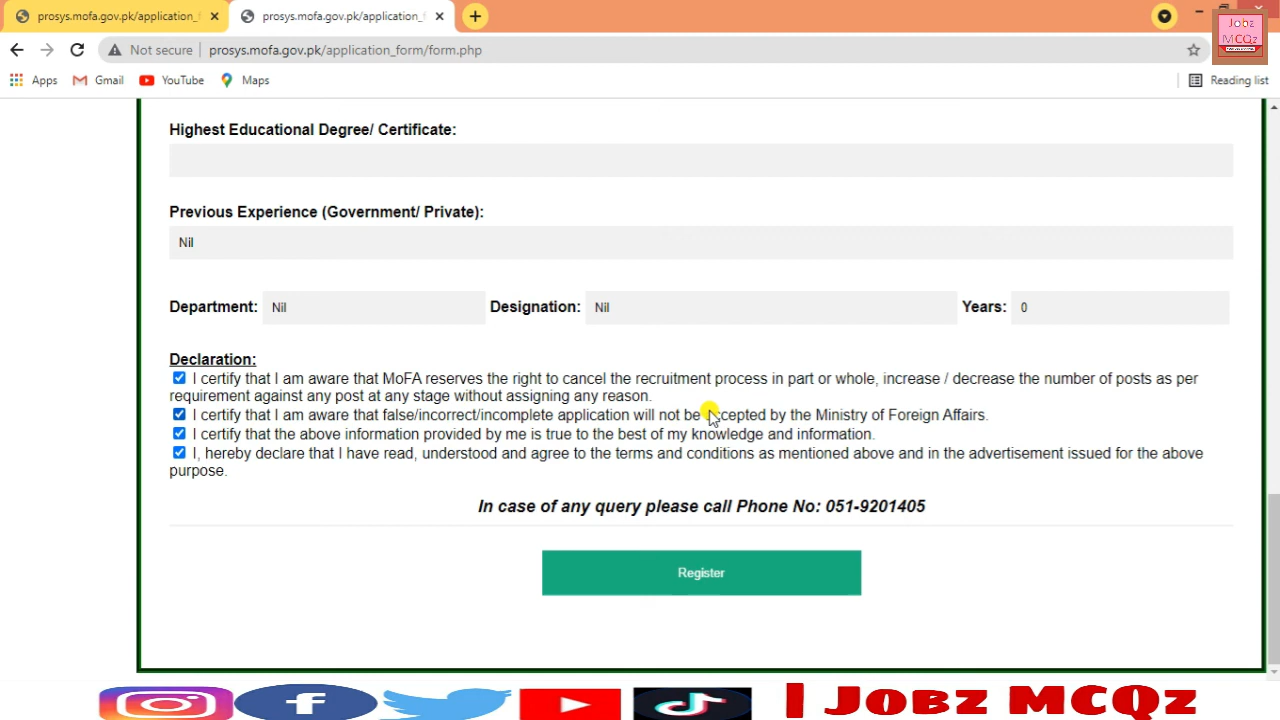 prosys.mofa.gov.pk/application_f
prosys.mofa.gov.pk/application_f
Jobz
MCQz
Not secure
prosys.mofa.gov.pk/application_form/form.php
Apps
Gmail
YouTube
Maps
Reading list
Highest Educational Degree/ Certificate:
Previous Experience (Government/ Private):
Nil
Department: Nil Designation: Nil Years: 0
Declaration:
I certify that I am aware that MoFA reserves the right to cancel the recruitment process in part or whole, increase / decrease the number of posts as per
requirement against any post at any stage without assigning any reason.
I certify that I am aware that false/incorrect/incomplete application will not be accepted by the Ministry of Foreign Affairs.
I certify that the above information provided by me is true to the best of my knowledge and information.
I, hereby declare that I have read, understood and agree to the terms and conditions as mentioned above and in the advertisement issued for the above
purpose.
In case of any query please call Phone No: 051-9201405
Register
| Jobz MCQz